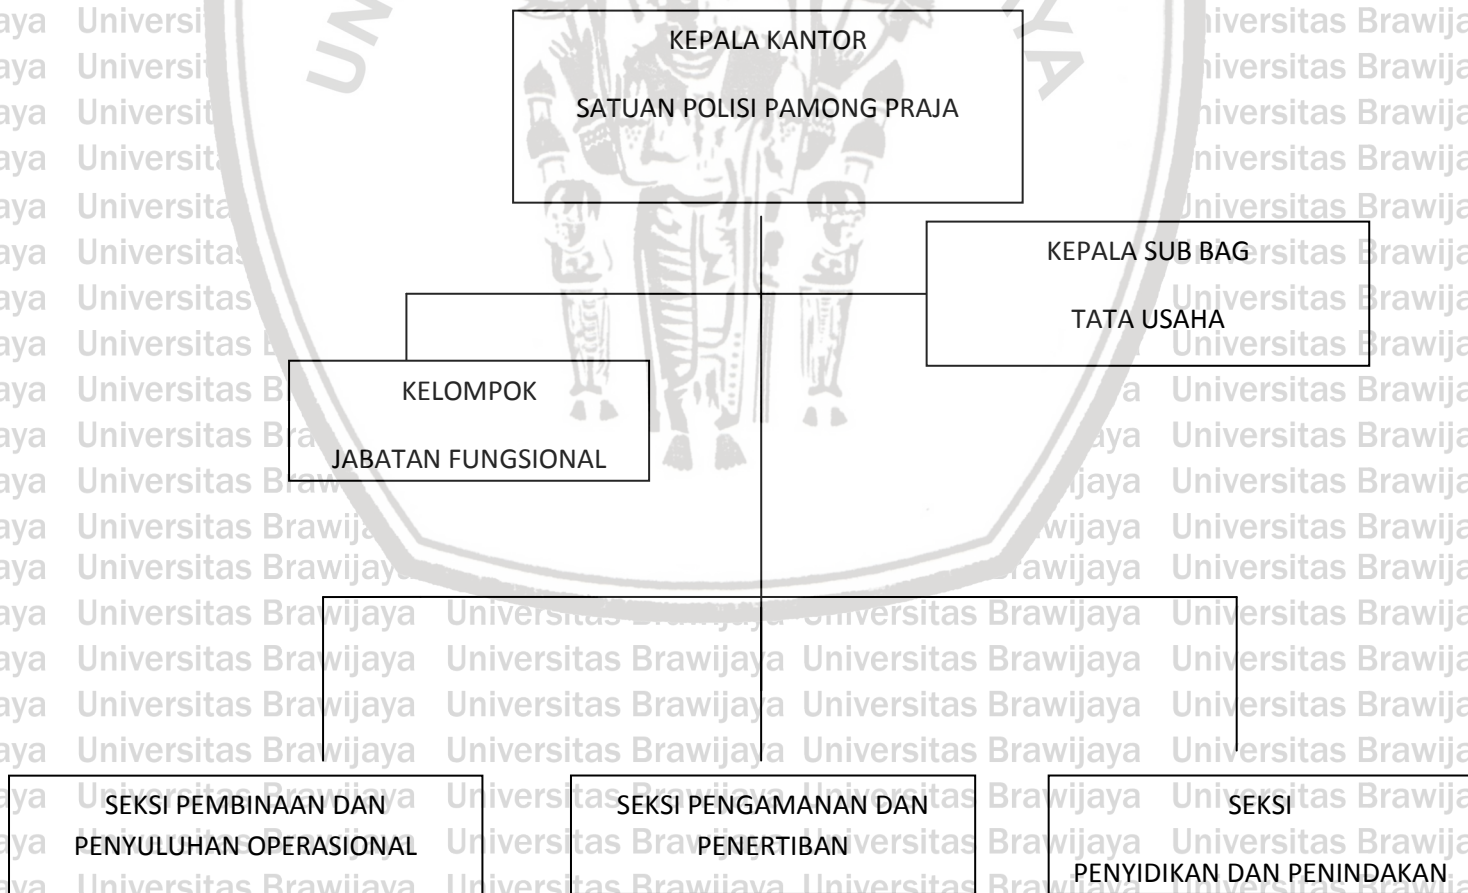 KEPALA KANTOR
SATUAN POLISI PAMONG PRAJA
KEPALA SUB BAG
TATA USAHA
KELOMPOK
JABATAN FUNGSIONAL
SEKSI PEMBINAAN DAN
PENYULUHAN OPERASIONAL
SEKSI PENGAMANAN DAN
PENERTIBAN
SEKSI
PENYIDIKAN DAN PENINDAKAN